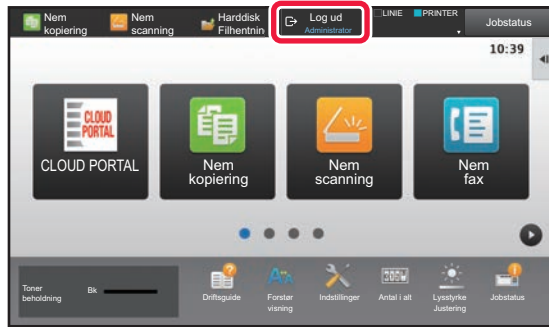 Nem kopiering
Nem scanning
Harddisk Filhentnin
Log ud
Administrator
LINIE
PRINTER
Jobstatus
10:39
CLOUD PORTAL
CLOUD PORTAL
Nem kopiering
Nem scanning
Nem fax
Toner beholdning
Bk
Driftsguide
Forstør visning
Indstillinger
Antal i alt
Lysstyrke Justering
Jobstatus